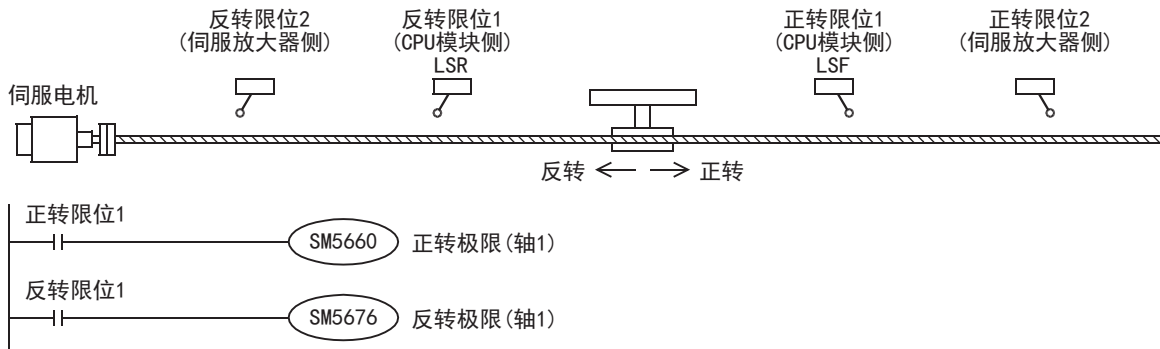 反转限位2
(伺服放大器侧)
反转限位1
(CPU模块侧)
LSR
正转限位1
(CPU模块侧)
LSF
正转限位2
(伺服放大器侧)
伺服电机
反转
正转
正转限位1
SM5660
正转极限(轴1)
反转限位1
SM5676
反转极限(轴1)